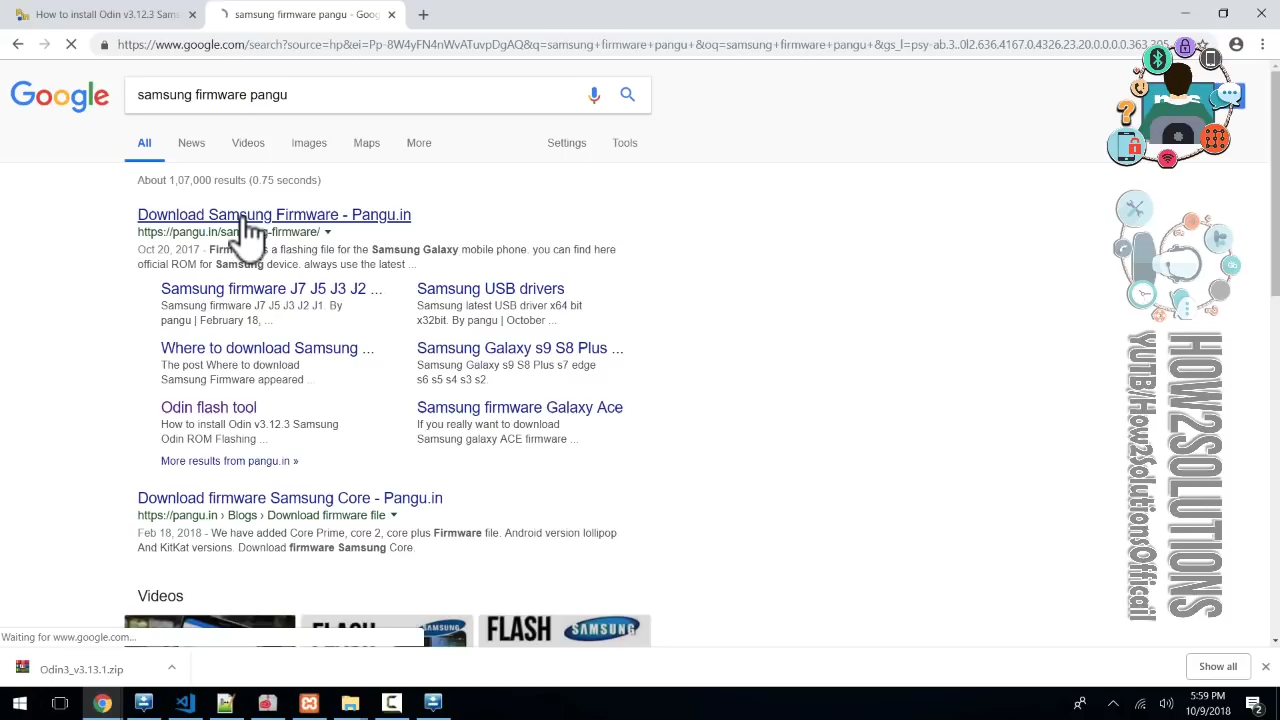 How to install Odin V3.12.3 Sams
samsung firmware pangu - Goog
https://www.google.com/search?source=hp&ei=Pp-8W4yFN4nWvATuvpDgAQ&q=samsung+firmware+pangu+&oq=samsung+firmware+pangu+&gs_l=psy-ab.3..0l2.636.4167.0.4326.23.20.0.0.0.0.363.205
Google
samsung firmware pangu
All News Videos Images Maps More Settings Tools
About 1,07,000 results (0.75 seconds)
Download Samsung Firmware - Pangu.in
https://pangu.in/sam -firmware/
Oct 20, 2017 - Firm s a flashing file for the Samsung Galaxy mobile phone. you can find here
official ROM for Samsung device. always use the latest ...
Samsung firmware J7 J5 J3 J2 ...
Samsung firmware J7 J5 J3 J2 J1. By
pangu | February 18, ...
Samsung USB drivers
Samsung latest USB driver x64 bit
x32bit. By pangu | October ...
Where to download Samsung ...
The post Where to download
Samsung Firmware appeared ...
Samsung Galaxy s9 S8 Plus ...
Samsung Galaxy s9 S8 Plus s7 edge
s6 s5 s4 s3 s2.
Odin flash tool
How to install Odin v3.12.3 Samsung
Odin ROM Flashing ...
Samsung firmware Galaxy Ace
If you really want to download
Samsung galaxy ACE firmware ...
More results from pangu.in »
Download firmware Samsung Core - Pangu.in
https://pangu.in › Blogs › Download firmware file
Feb 18, 2018 - We have added Core Prime, core 2, core plus Firmware file. Android version lollipop
And KitKat versions. Download firmware Samsung Core.
Videos
FLASH SAMSUNG
FLASH SAMSUNG
HOW2SOLUTIONS
YUTB/How2SolutionsOfficail
Waiting for www.google.com...
Odin3_v3.13.1.zip
Show all
5:59 PM
10/9/2018
2